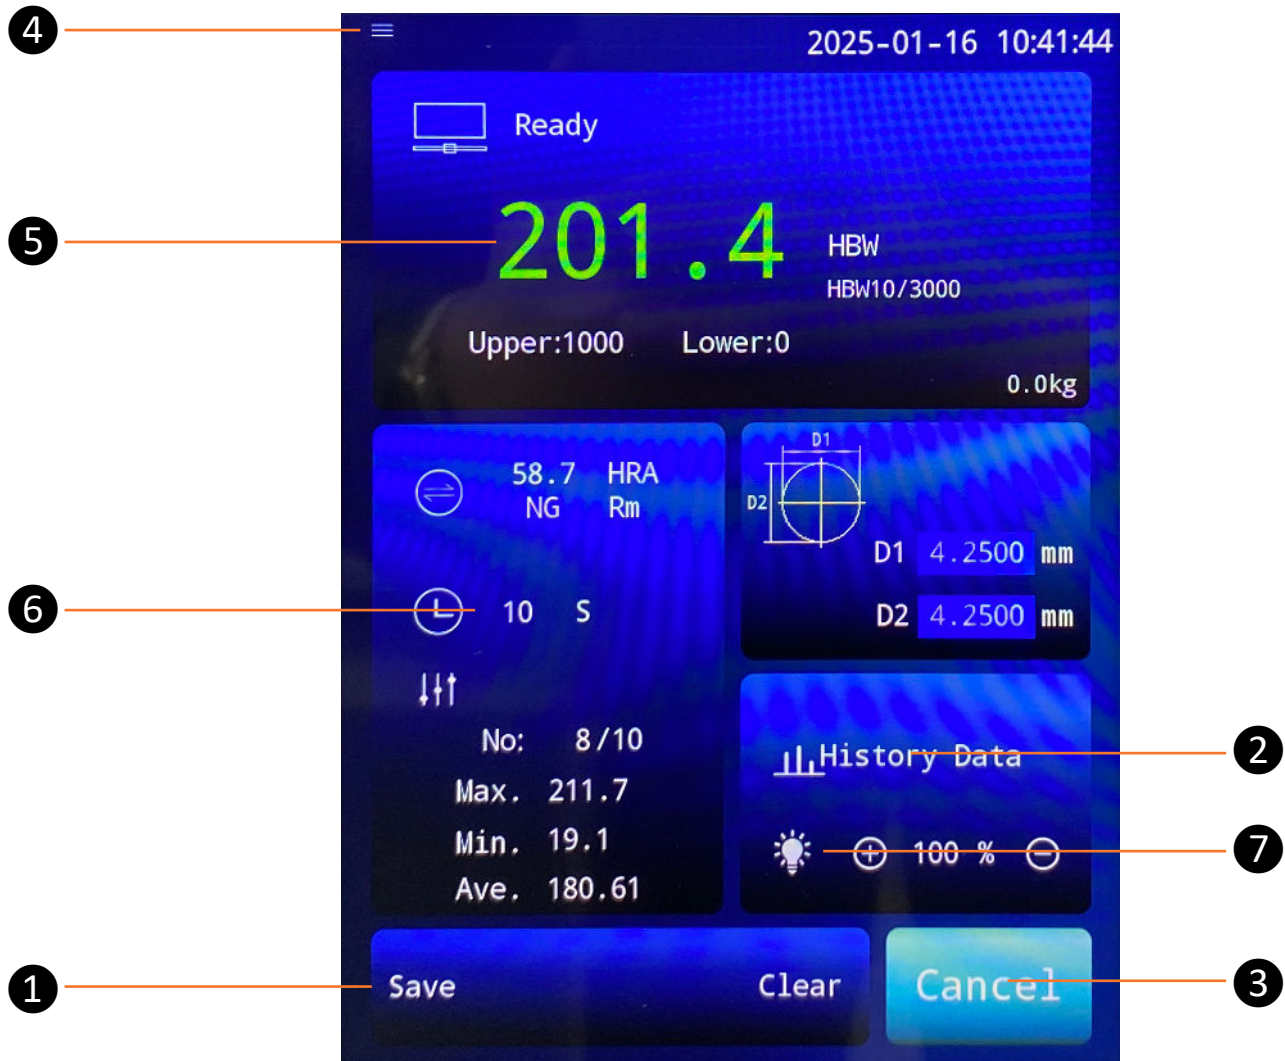 4
2025-01-16 10:41:44
Ready
5
201.4 HBW
HBW10/3000
Upper:1000 Lower:0
0.0kg
58.7 HRA
NG Rm
6
10 S
No: 8/10
Max. 211.7
Min. 19.1
Ave. 180.61
D1
D2
D1 4.2500 mm
D2 4.2500 mm
History Data
2
100 %
7
1
Save Clear
Cancel
3